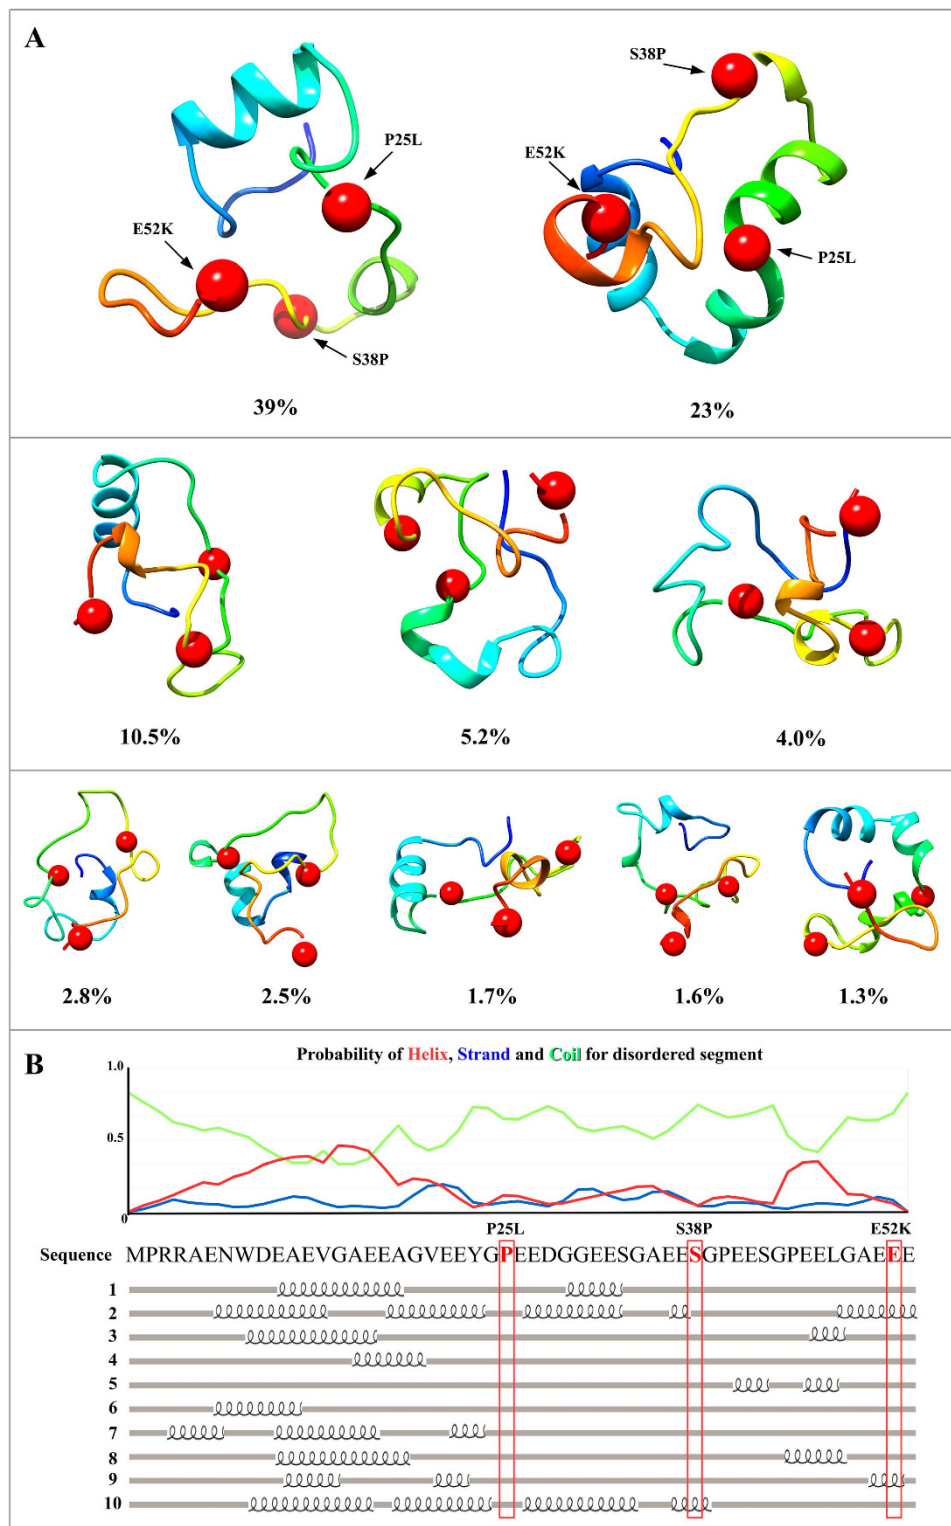 A
S38P
P25L
E52K
E52K
P25L
S38P
39%
23%
10.5%
5.2%
4.0%
2.8%
2.5%
1.7%
1.6%
1.3%
B
Probability of Helix, Strand and Coil for disordered segment
1.0
0.5
0
P25L
S38P
E52K
Sequence MPRRAENWDEAEVGAEEAGVEEYGPEEDGGEESGAEESGPEESGPEELGAEEE
1
2
3
4
5
6
7
8
9
10